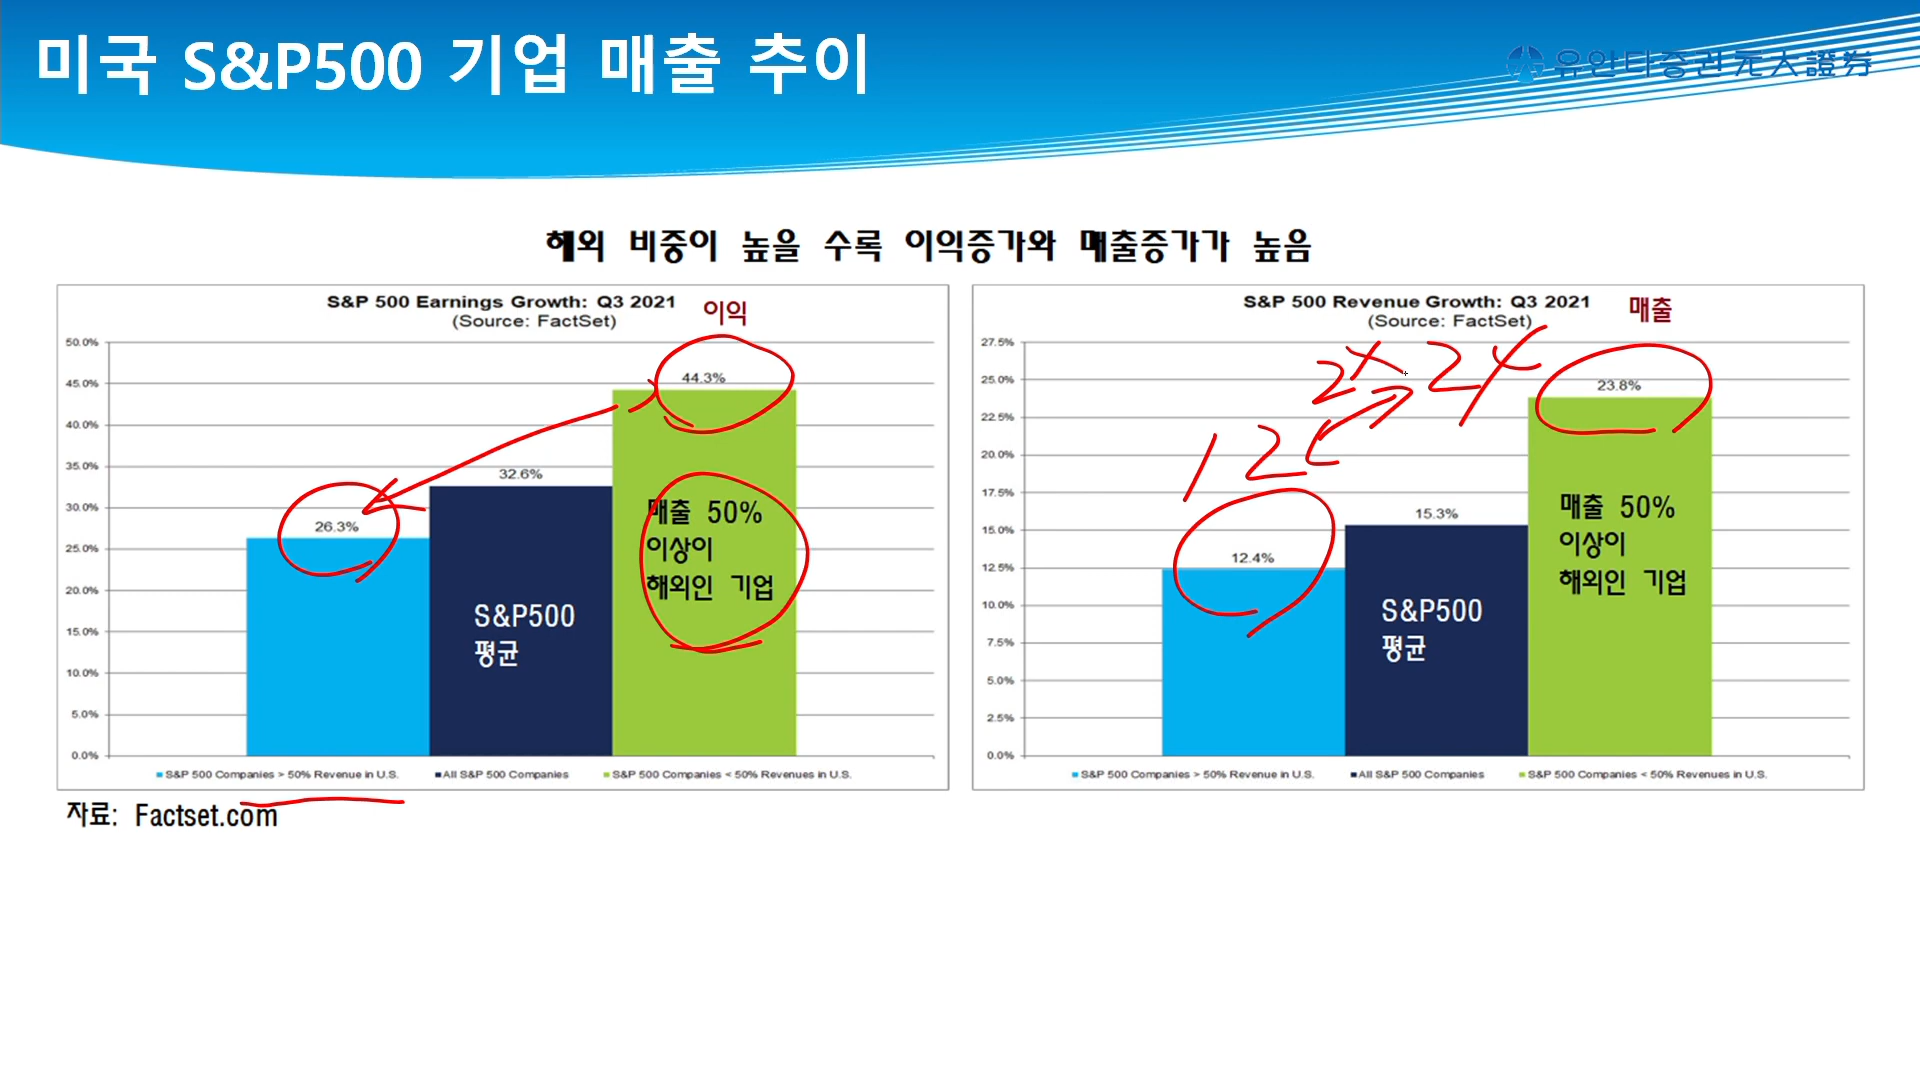 미국 S&P500 기업 매출 추이
유안타증권 元大證券
해외 비중이 높을 수록 이익증가와 매출증가가 높음
S&P 500 Earnings Growth: Q3 2021 이익
(Source: FactSet)
50.0%
45.0%
40.0%
35.0%
30.0%
25.0%
20.0%
15.0%
10.0%
5.0%
0.0%
26.3%
32.6%
44.3%
S&P500
평균
매출 50%
이상이
해외인 기업
S&P 500 Companies > 50% Revenue in U.S.
All S&P 500 Companies
S&P 500 Companies < 50% Revenues in U.S.
S&P 500 Revenue Growth: Q3 2021 매출
(Source: FactSet)
27.5%
25.0%
22.5%
20.0%
17.5%
15.0%
12.5%
10.0%
7.5%
5.0%
2.5%
0.0%
12.4%
15.3%
23.8%
12
24
S&P500
평균
매출 50%
이상이
해외인 기업
S&P 500 Companies > 50% Revenue in U.S.
All S&P 500 Companies
S&P 500 Companies < 50% Revenues in U.S.
자료: Factset.com